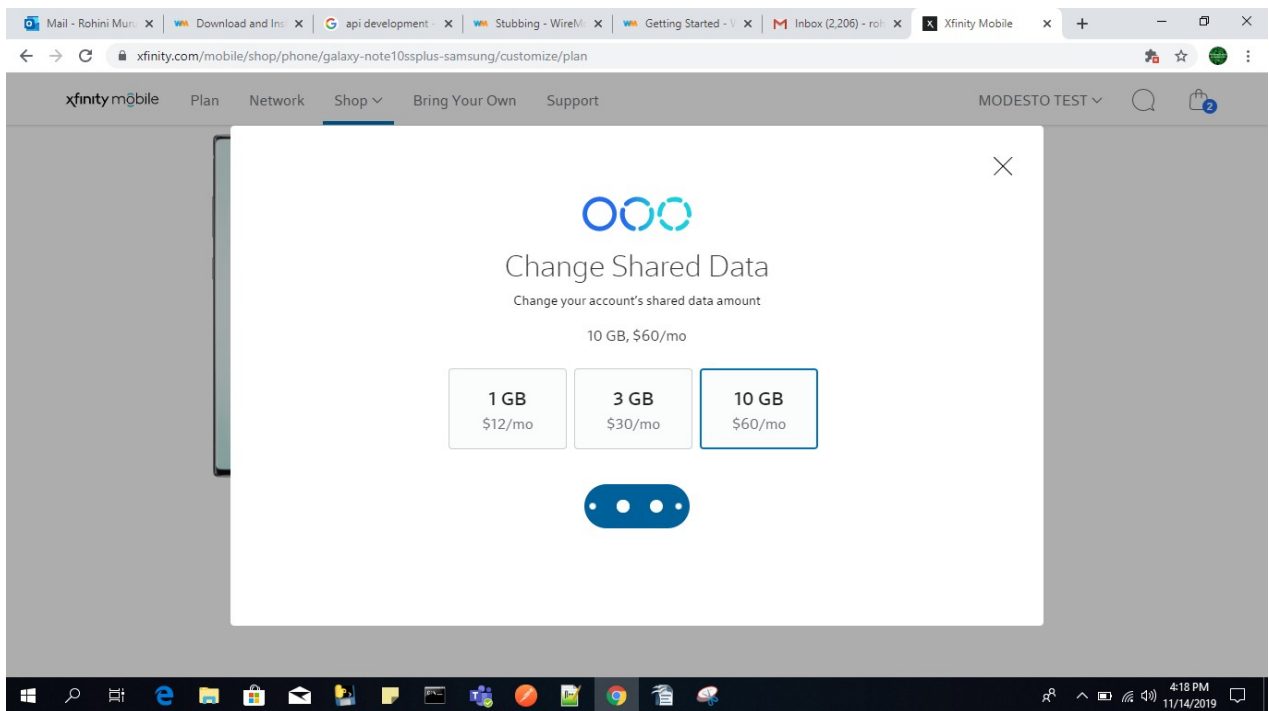 Mail - Rohini Muru
Download and Ins
api development -
Stubbing - WireMo
Getting Started - 
Inbox (2,206) - roh
Xfinity Mobile
xfinity.com/mobile/shop/phone/galaxy-note10ssplus-samsung/customize/plan
xfinity mobile Plan Network Shop Bring Your Own Support MODESTO TEST 2
Change Shared Data
Change your account's shared data amount
10 GB, $60/mo
1 GB 3 GB 10 GB
$12/mo $30/mo $60/mo
4:18 PM
11/14/2019